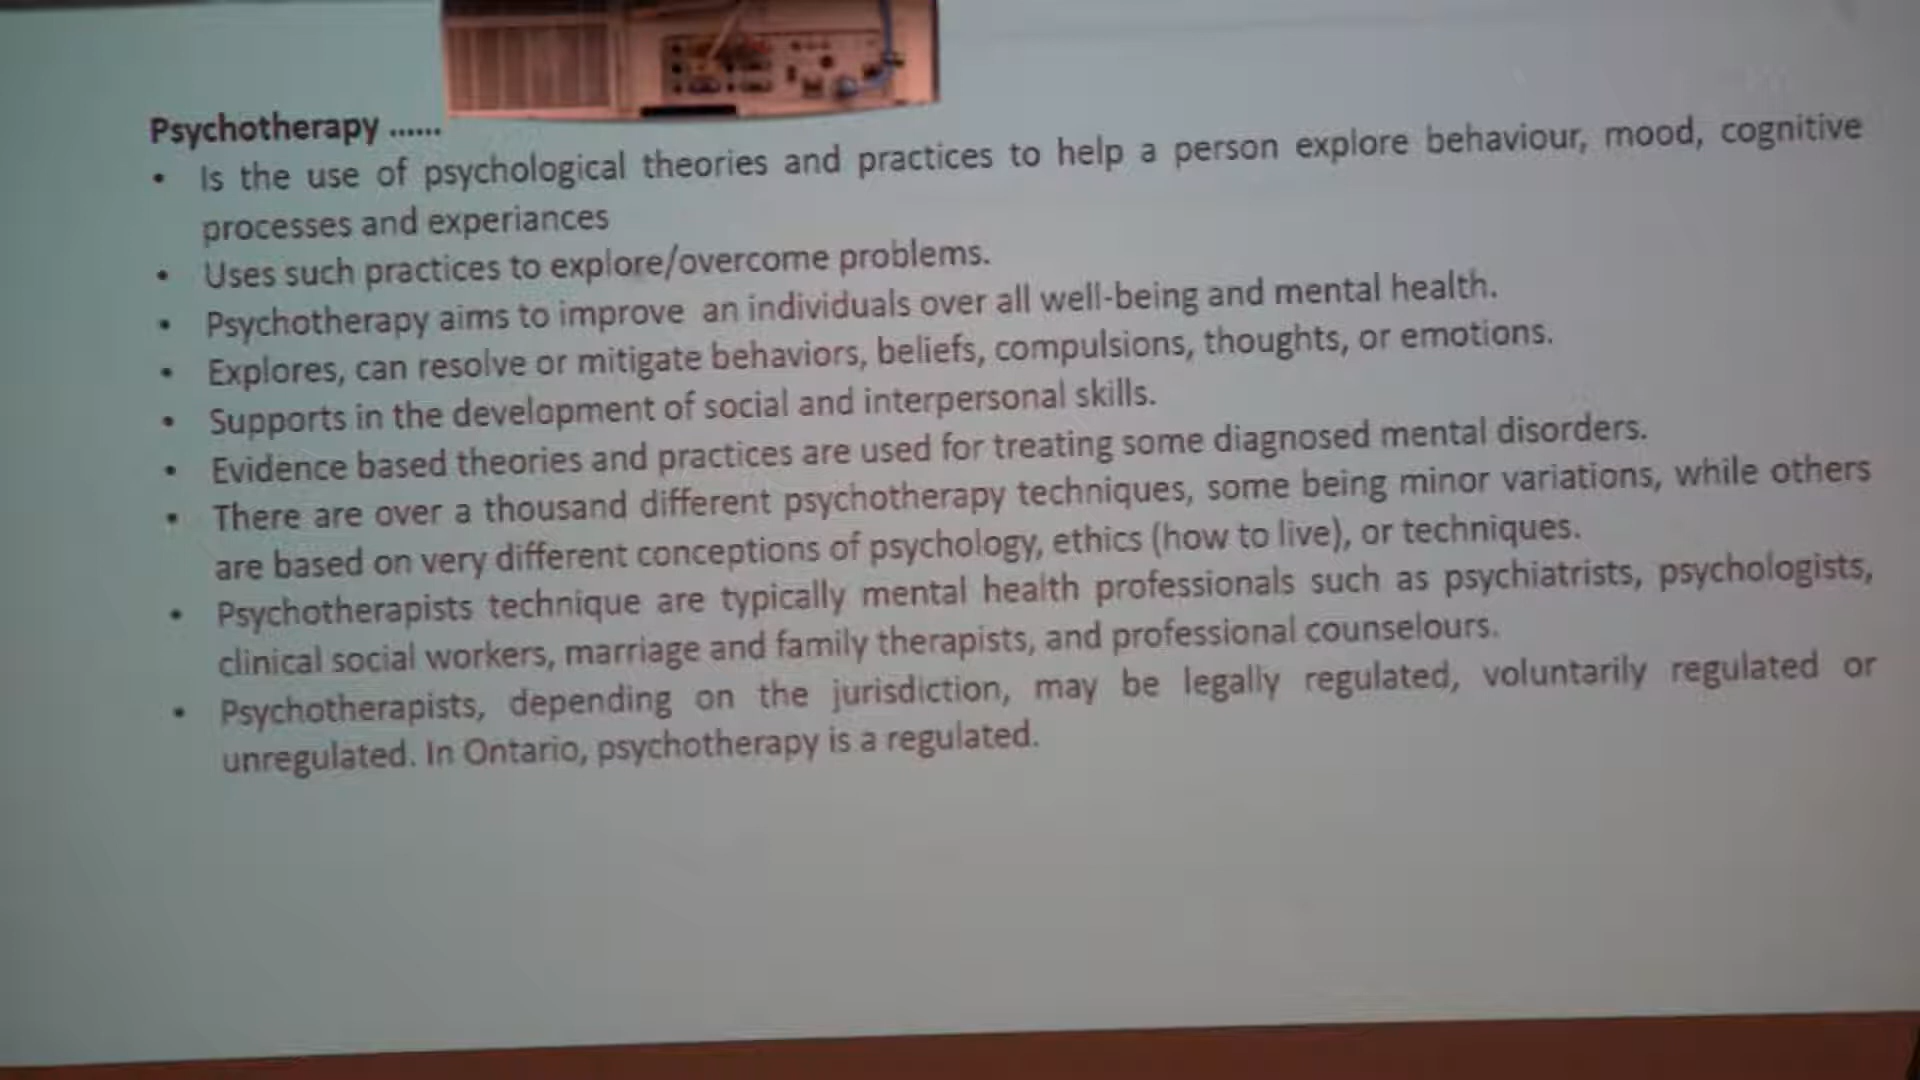 Psychotherapy ......
• Is the use of psychological theories and practices to help a person explore behaviour, mood, cognitive
processes and experiances
• Uses such practices to explore/overcome problems.
• Psychotherapy aims to improve an individuals over all well-being and mental health.
• Explores, can resolve or mitigate behaviors, beliefs, compulsions, thoughts, or emotions.
• Supports in the development of social and interpersonal skills.
• Evidence based theories and practices are used for treating some diagnosed mental disorders.
• There are over a thousand different psychotherapy techniques, some being minor variations, while others
are based on very different conceptions of psychology, ethics (how to live), or techniques.
• Psychotherapists technique are typically mental health professionals such as psychiatrists, psychologists,
clinical social workers, marriage and family therapists, and professional counselours.
• Psychotherapists, depending on the jurisdiction, may be legally regulated, voluntarily regulated or
unregulated. In Ontario, psychotherapy is a regulated.